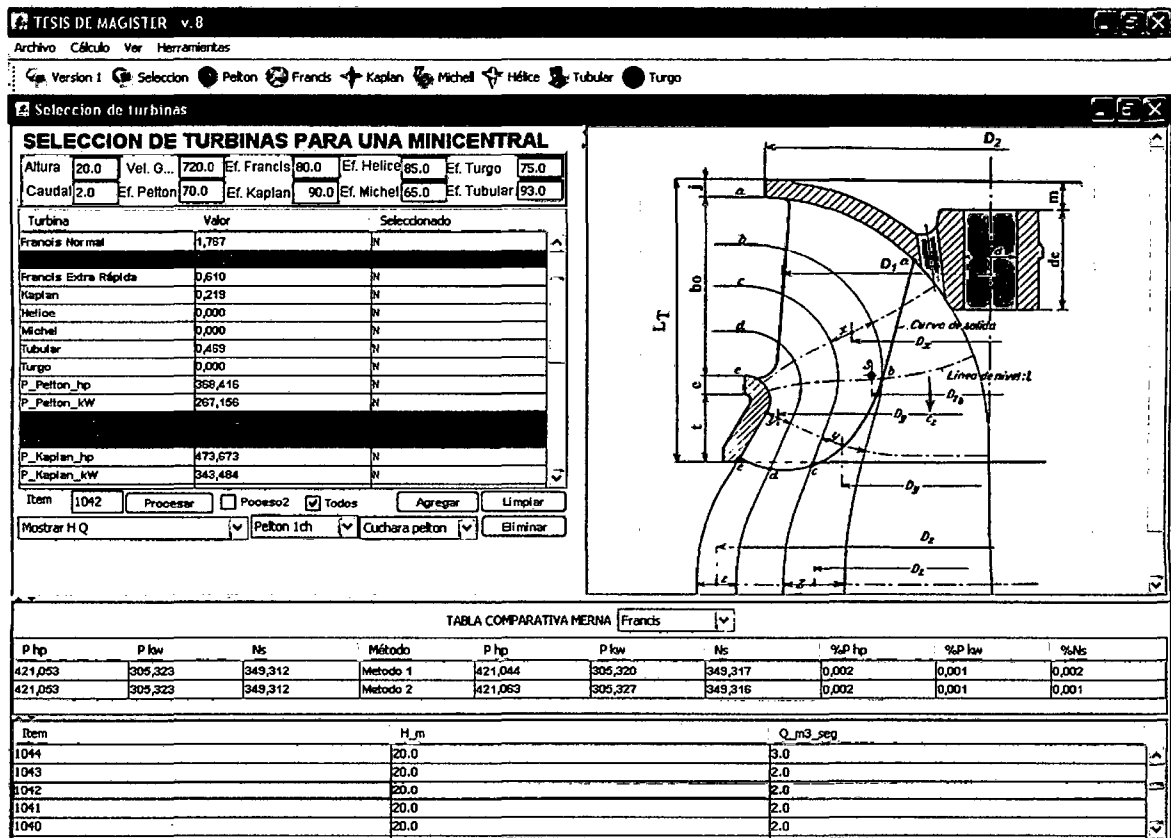 TESIS DE MAGISTER v.8
Archivo Cálculo Ver Herramientas
Version 1 Seleccion Pelton Francis Kaplan Michell Hélice Tubular Turgo
Seleccion de turbinas
SELECCION DE TURBINAS PARA UNA MINICENTRAL
Altura 20.0 Vel. G... 720.0 Ef. Francis 80.0 Ef. Helice 85.0 Ef. Turgo 75.0
Caudal 2.0 Ef. Pelton 70.0 Ef. Kaplan 90.0 Ef. Michel 65.0 Ef. Tubular 93.0
Turbina Valor Seleccionado
Francis Normal 1,787 N
Francis Extra Rápida 0,610 N
Kaplan 0,219 N
Helice 0,000 N
Michel 0,000 N
Tubular 0,469 N
Turgo 0,000 N
P_Pelton_hp 368,416 N
P_Pelton_kW 267,156 N
P_Kaplan_hp 473,673 N
P_Kaplan_kW 343,484 N
Item 1042 Procesar Poceso2 Todos Agregar Limpiar
Mostrar H Q Pelton 1ch Cuchara pelton Eliminar
D2
j
a
m
b
D1
a
d
de
bo
c
LT
Curva de salida
x
Dx
d
e
b
Línea de nivel: 1
e
D1b
Dy
cz
t
y
e
d
c
Dy
Dz
Dz
z
z
TABLA COMPARATIVA MERNA Francis
P hp P kw Ns Método P hp P kw Ns %P hp %P kw %Ns
421,053 305,323 349,312 Metodo 1 421,044 305,320 349,317 0,002 0,001 0,002
421,053 305,323 349,312 Metodo 2 421,063 305,327 349,316 0,002 0,001 0,001
Item H_m Q_m3_seg
1044 20.0 3.0
1043 20.0 2.0
1042 20.0 2.0
1041 20.0 2.0
1040 20.0 2.0